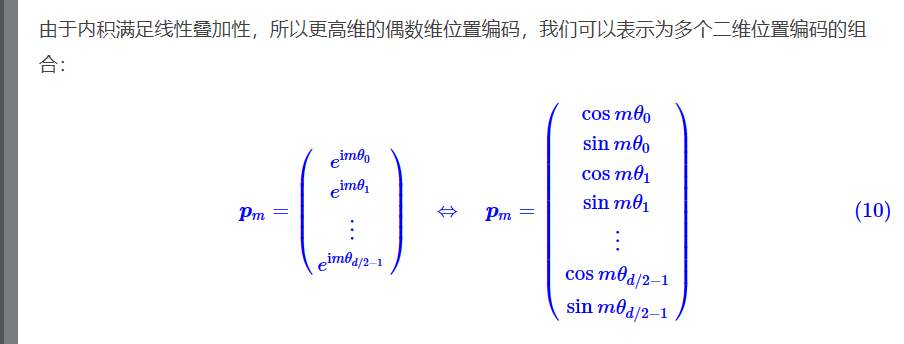 由于内积满足线性叠加性，所以更高维的偶数维位置编码，我们可以表示为多个二维位置编码的组
合：
$$\boldsymbol{p}_m = \begin{pmatrix} e^{\mathrm{i}m\theta_0} \\ e^{\mathrm{i}m\theta_1} \\ \vdots \\ e^{\mathrm{i}m\theta_{d/2-1}} \end{pmatrix} \quad \Leftrightarrow \quad \boldsymbol{p}_m = \begin{pmatrix} \cos m\theta_0 \\ \sin m\theta_0 \\ \cos m\theta_1 \\ \sin m\theta_1 \\ \vdots \\ \cos m\theta_{d/2-1} \\ \sin m\theta_{d/2-1} \end{pmatrix} \tag{10}$$